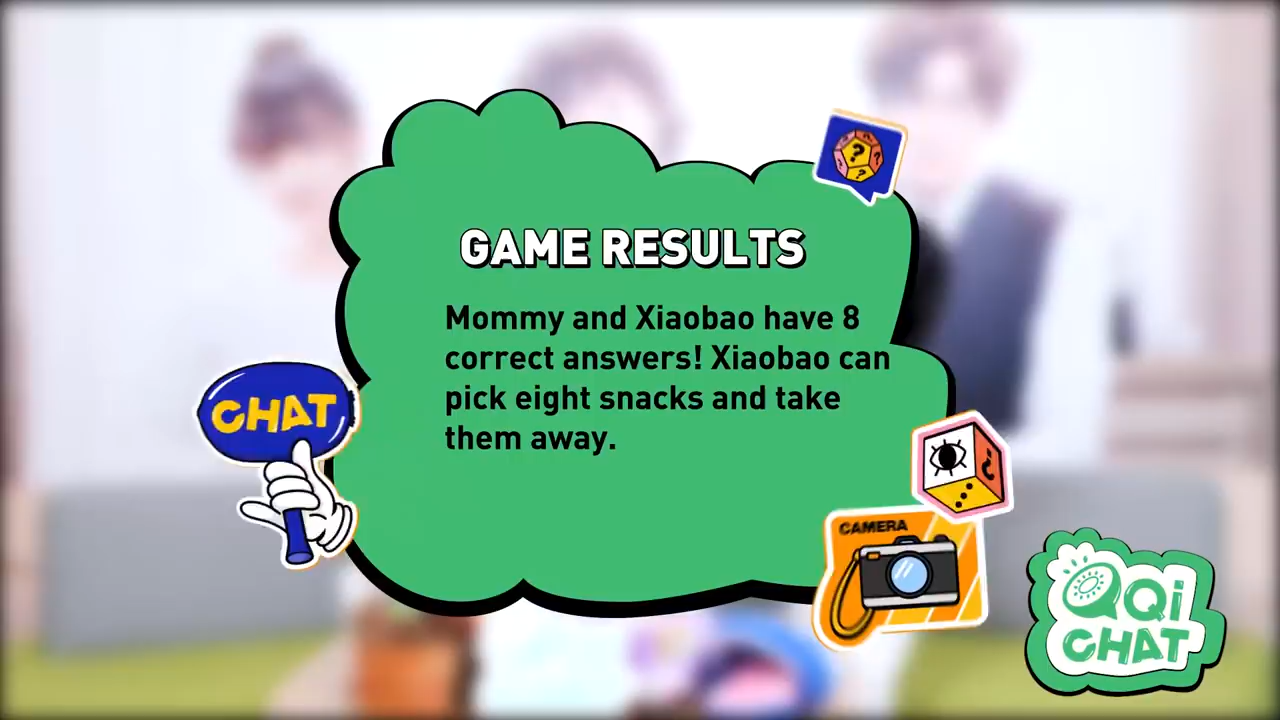 GAME RESULTS
Mommy and Xiaobao have 8
correct answers! Xiaobao can
pick eight snacks and take
them away.
CHAT
CAMERA
QQi
CHAT